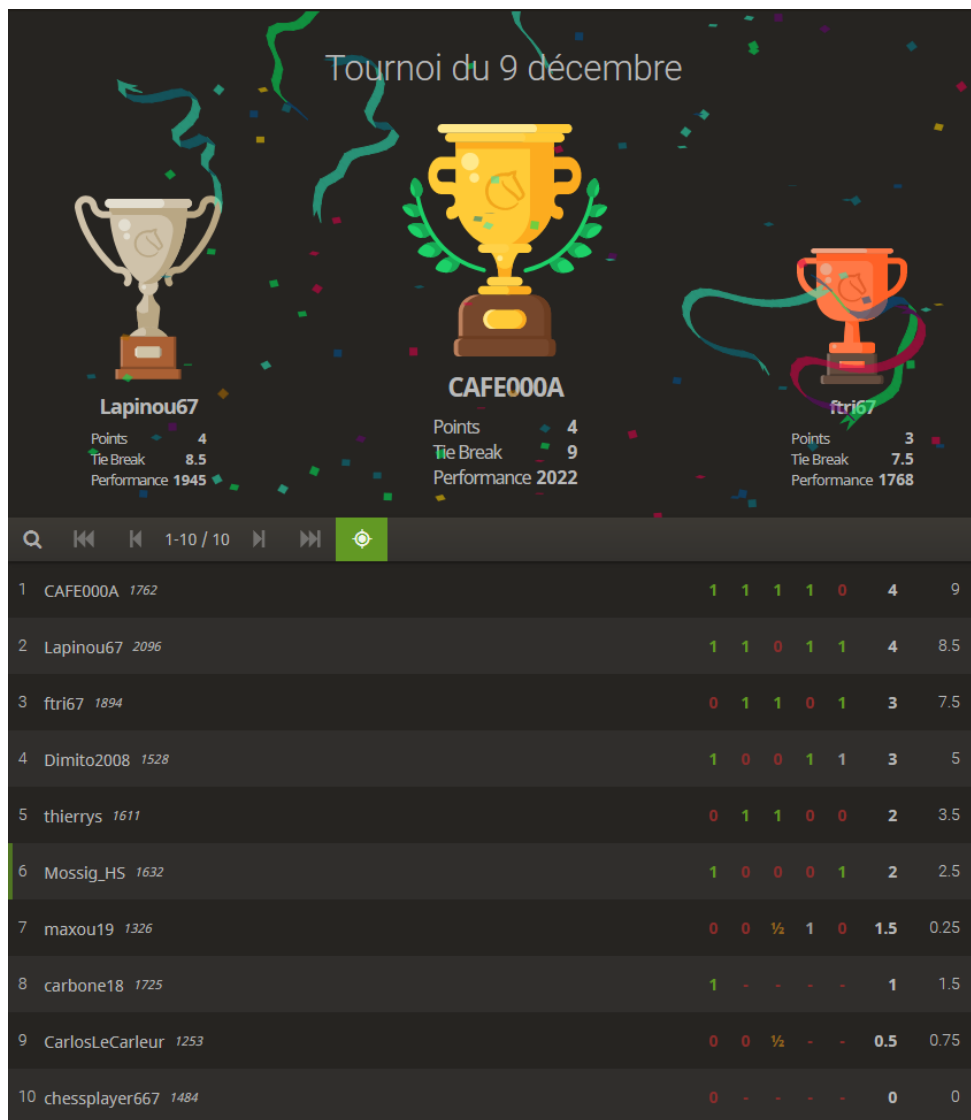 Tournoi du 9 décembre
CAFE000A
Points 4
Tie Break 9
Performance 2022
Lapinou67
Points 4
Tie Break 8.5
Performance 1945
ftri67
Points 3
Tie Break 7.5
Performance 1768
1-10 / 10
1 CAFE000A 1762 1 1 1 1 0 4 9
2 Lapinou67 2096 1 1 0 1 1 4 8.5
3 ftri67 1894 0 1 1 0 1 3 7.5
4 Dimito2008 1528 1 0 0 1 1 3 5
5 thierrys 1611 0 1 1 0 0 2 3.5
6 Mossig_HS 1632 1 0 0 0 1 2 2.5
7 maxou19 1326 0 0 ½ 1 0 1.5 0.25
8 carbone18 1725 1 - - - - 1 1.5
9 CarlosLeCarleur 1253 0 0 ½ - - 0.5 0.75
10 chessplayer667 1484 0 - - - - 0 0